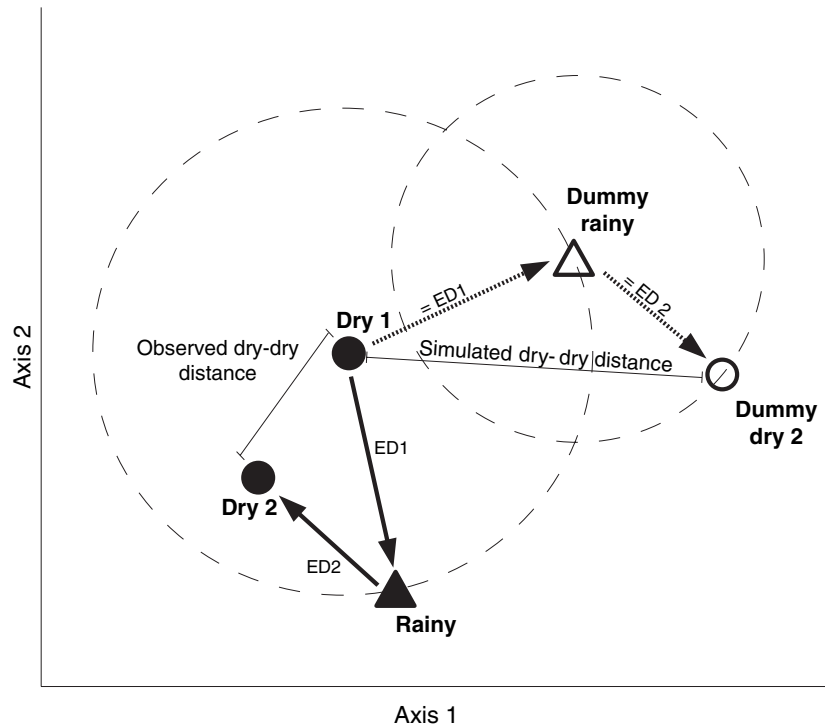 Dummy
rainy
= ED1
= ED 2
Dry 1
Observed dry-dry
distance
Simulated dry- dry distance
Dummy
dry 2
Axis 2
ED1
Dry 2
ED2
Rainy
Axis 1